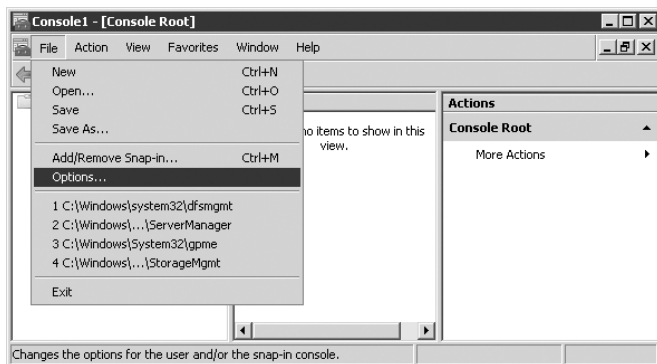 Console1 - [Console Root]
File Action View Favorites Window Help
New Ctrl+N
Open... Ctrl+O
Save Ctrl+S
Save As...
Add/Remove Snap-in... Ctrl+M
Options...
1 C:\Windows\system32\dfsmgmt
2 C:\Windows\...\ServerManager
3 C:\Windows\System32\gpme
4 C:\Windows\...\StorageMgmt
Exit
no items to show in this
view.
Actions
Console Root
More Actions
Changes the options for the user and/or the snap-in console.